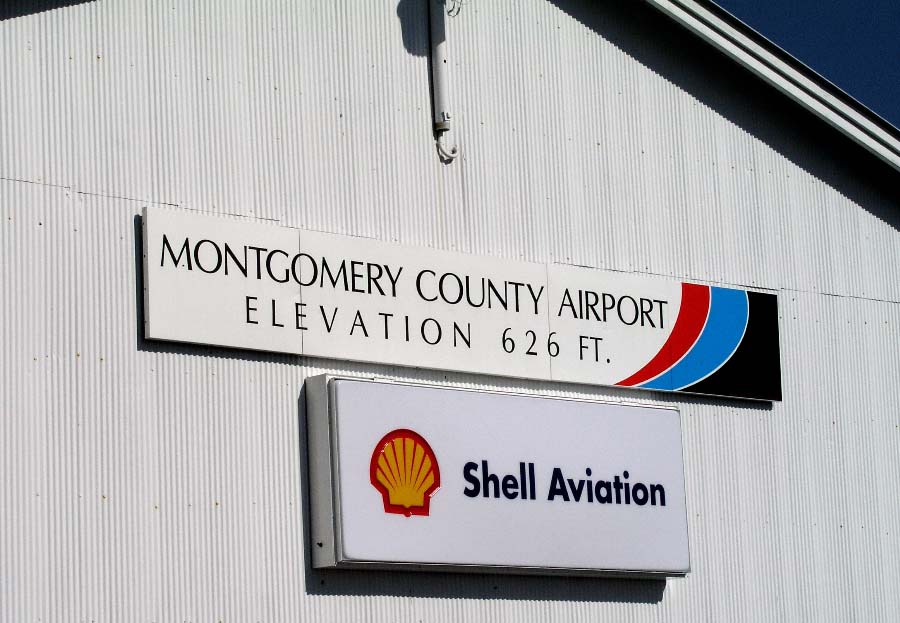 MONTGOMERY COUNTY AIRPORT
ELEVATION 626 FT.
Shell Aviation